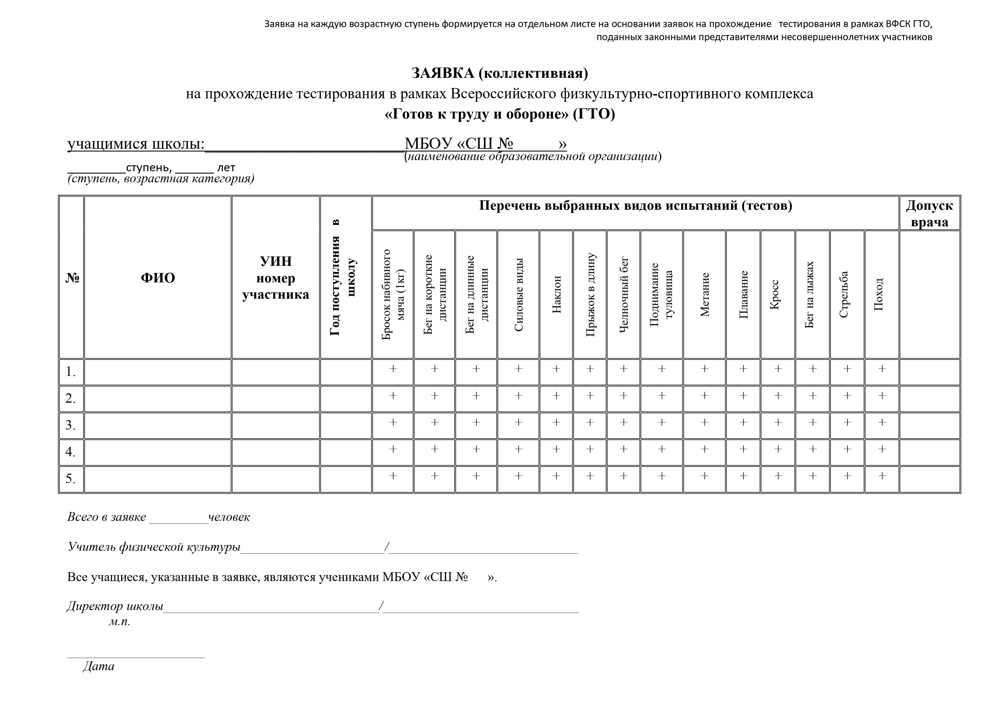 Заявка на каждую возрастную ступень формируется на отдельном листе на основании заявок на прохождение   тестирования в рамках ВФСК ГТО,
поданных законными представителями несовершеннолетних участников
ЗАЯВКА (коллективная)
на прохождение тестирования в рамках Всероссийского физкультурно-спортивного комплекса
«Готов к труду и обороне» (ГТО)
учащимися школы:________________________МБОУ «СШ №           »
(наименование образовательной организации)
_________ступень, ______ лет
(ступень, возрастная категория)
№
ФИО
УИН
номер
участника
Год поступления   в
школу
Перечень выбранных видов испытаний (тестов)
Допуск
врача
Бросок набивного
мяча (1кг)
Бег на короткие
дистанции
Бег на длинные
дистанции
Силовые виды
Наклон
Прыжок в длину
Челночный бег
Поднимание
туловища
Метание
Плавание
Кросс
Бег на лыжах
Стрельба
Поход
1. + + + + + + + + + + + + + +
2. + + + + + + + + + + + + + +
3. + + + + + + + + + + + + + +
4. + + + + + + + + + + + + + +
5. + + + + + + + + + + + + + +
Всего в заявке _________человек
Учитель физической культуры______________________/_____________________________
Все учащиеся, указанные в заявке, являются учениками МБОУ «СШ №      ».
Директор школы_________________________________/______________________________
м.п.
_____________________
Дата